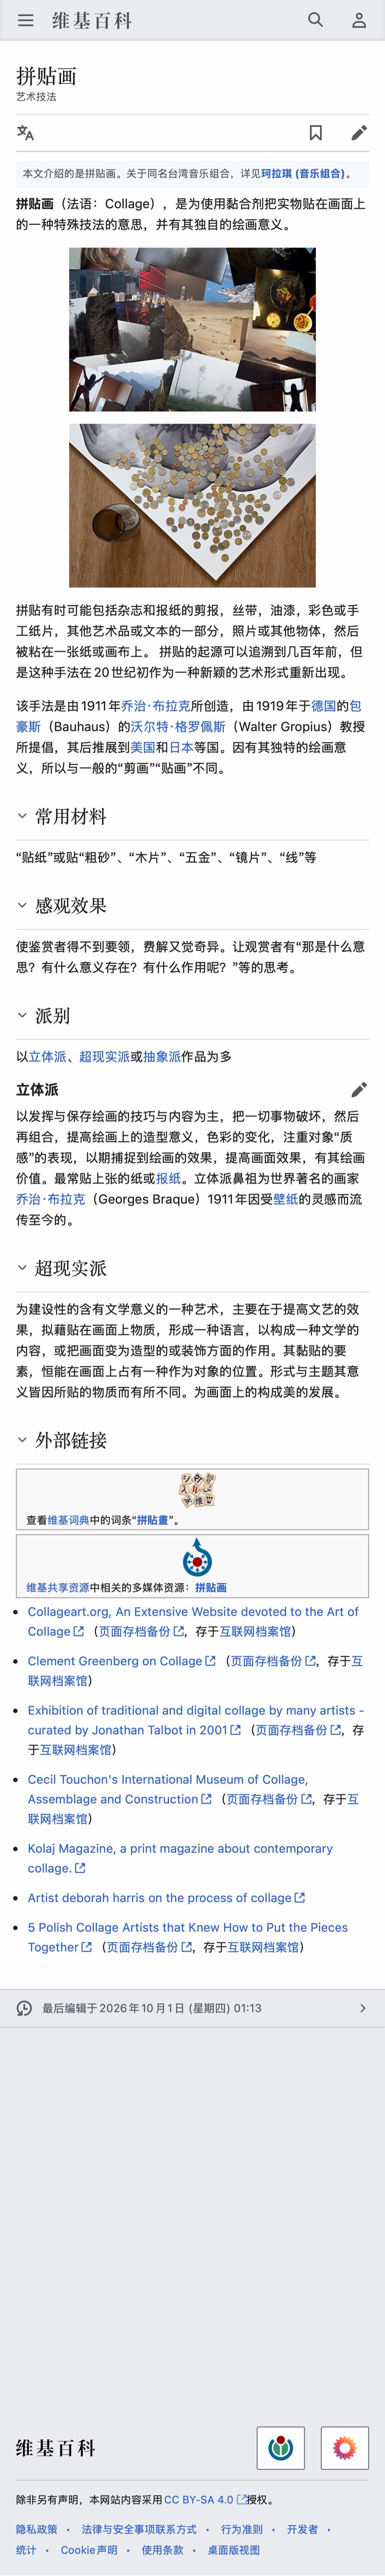 维基百科
拼贴画
艺术技法
本文介绍的是拼贴画。关于同名台湾音乐组合，详见珂拉琪 (音乐组合)。
拼贴画（法语：Collage），是为使用黏合剂把实物贴在画面上
的一种特殊技法的意思，并有其独自的绘画意义。
拼贴有时可能包括杂志和报纸的剪报，丝带，油漆，彩色或手
工纸片，其他艺术品或文本的一部分，照片或其他物体，然后
被粘在一张纸或画布上。 拼贴的起源可以追溯到几百年前，但
是这种手法在20世纪初作为一种新颖的艺术形式重新出现。
该手法是由1911年乔治·布拉克所创造，由1919年于德国的包
豪斯（Bauhaus）的沃尔特·格罗佩斯（Walter Gropius）教授
所提倡，其后推展到美国和日本等国。因有其独特的绘画意
义，所以与一般的“剪画”“贴画”不同。
常用材料
“贴纸”或贴“粗砂”、“木片”、“五金”、“镜片”、“线”等
感观效果
使鉴赏者得不到要领，费解又觉奇异。让观赏者有“那是什么意
思？有什么意义存在？有什么作用呢？”等的思考。
派别
以立体派、超现实派或抽象派作品为多
立体派
以发挥与保存绘画的技巧与内容为主，把一切事物破坏，然后
再组合，提高绘画上的造型意义，色彩的变化，注重对象“质
感”的表现，以期捕捉到绘画的效果，提高画面效果，有其绘画
价值。最常贴上张的纸或报纸。立体派鼻祖为世界著名的画家
乔治·布拉克（Georges Braque）1911年因受壁纸的灵感而流
传至今的。
超现实派
为建设性的含有文学意义的一种艺术，主要在于提高文艺的效
果，拟藉贴在画面上物质，形成一种语言，以构成一种文学的
内容，或把画面变为造型的或装饰方面的作用。其黏贴的要
素，恒能在画面上占有一种作为对象的位置。形式与主题其意
义皆因所贴的物质而有所不同。为画面上的构成美的发展。
外部链接
查看维基词典中的词条“拼貼畫”。
维基共享资源中相关的多媒体资源：拼贴画
Collageart.org, An Extensive Website devoted to the Art of
Collage（页面存档备份，存于互联网档案馆）
Clement Greenberg on Collage（页面存档备份，存于互
联网档案馆）
Exhibition of traditional and digital collage by many artists -
curated by Jonathan Talbot in 2001（页面存档备份，存
于互联网档案馆）
Cecil Touchon's International Museum of Collage,
Assemblage and Construction（页面存档备份，存于互
联网档案馆）
Kolaj Magazine, a print magazine about contemporary
collage.
Artist deborah harris on the process of collage
5 Polish Collage Artists that Knew How to Put the Pieces
Together（页面存档备份，存于互联网档案馆）
最后编辑于2026年10月1日 (星期四) 01:13
维基百科
除非另有声明，本网站内容采用CC BY-SA 4.0授权。
隐私政策 • 法律与安全事项联系方式 • 行为准则 • 开发者 •
统计 • Cookie声明 • 使用条款 • 桌面版视图